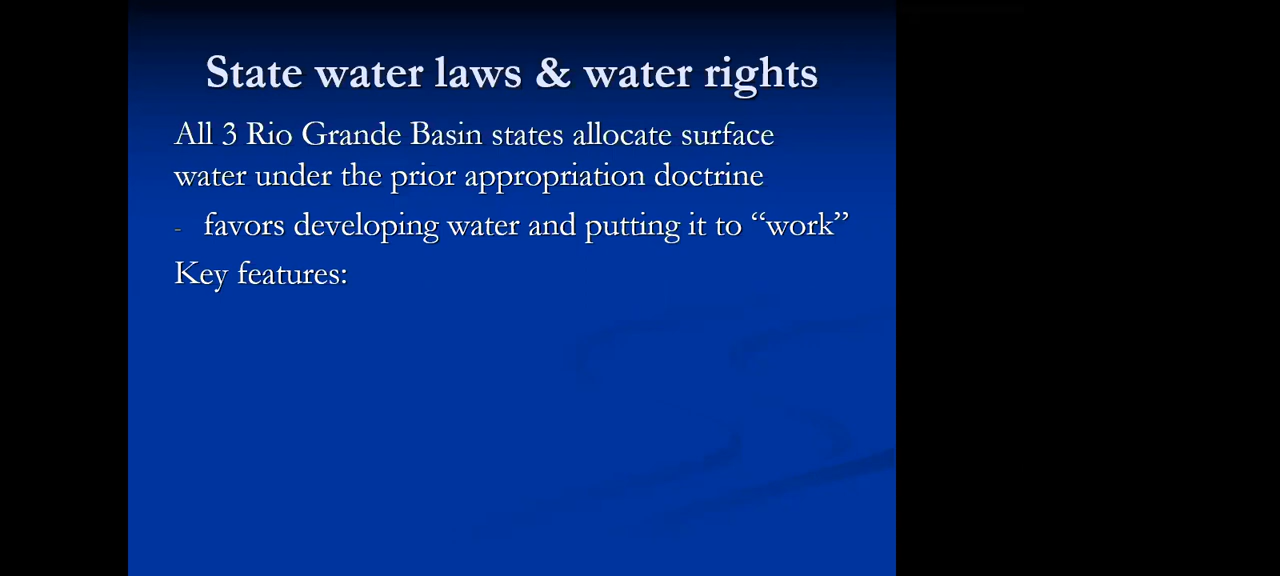 State water laws & water rights
All 3 Rio Grande Basin states allocate surface
water under the prior appropriation doctrine
- favors developing water and putting it to “work”
Key features: